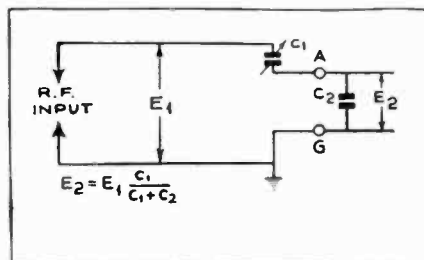 C₁
A
R.F.
INPUT
E₁
C₂
E₂
G
E₂ = E₁ C₁ / C₁ + C₂